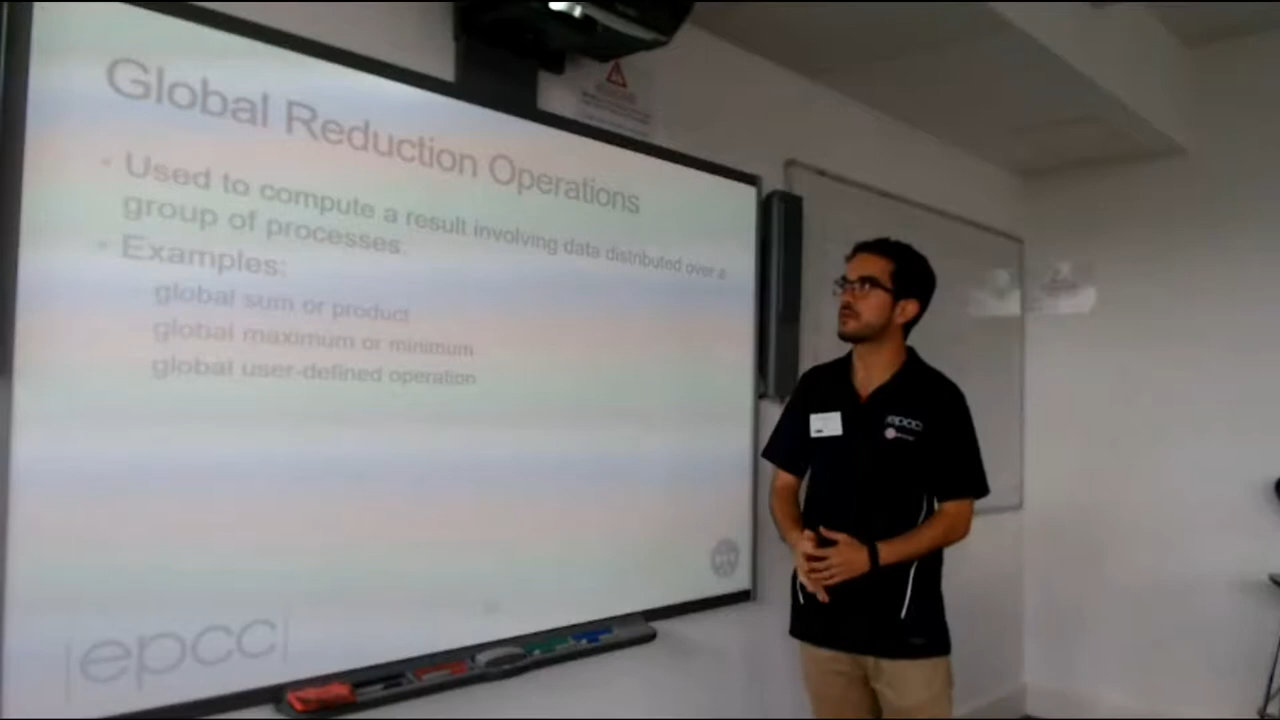 Global Reduction Operations
• Used to compute a result involving data distributed over a
group of processes:
• Examples:
global sum or product
global maximum or minimum
global user-defined operation
|epcc|
|epcc|